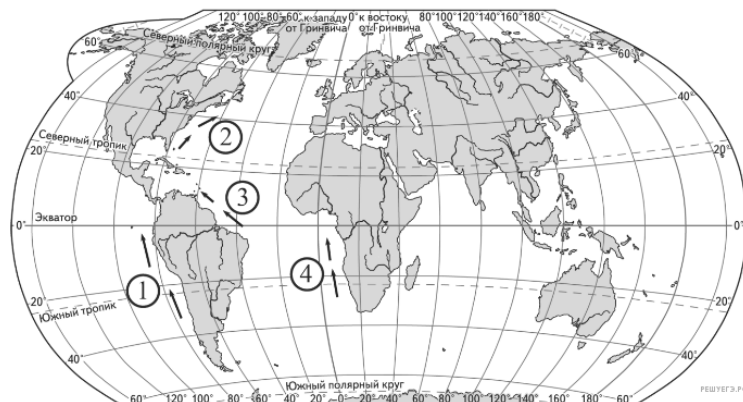 120° 100° 80° 60° к западу 0° к востоку 80° 100° 120° 140° 160° 180°
от Гринвича от Гринвича
60° Северный полярный круг 60°
40° 40°
2
Северный тропик
20° 20°
3
Экватор
0° 0°
1 4
20° 20°
Южный тропик
40° 40°
Южный полярный круг
60° 120° 100° 80° 60° 40° 20° 0° 20° 40° 60° 80° 100° 120° 140° 160° 180° 60°
РЕШУЕГЭ.РФ